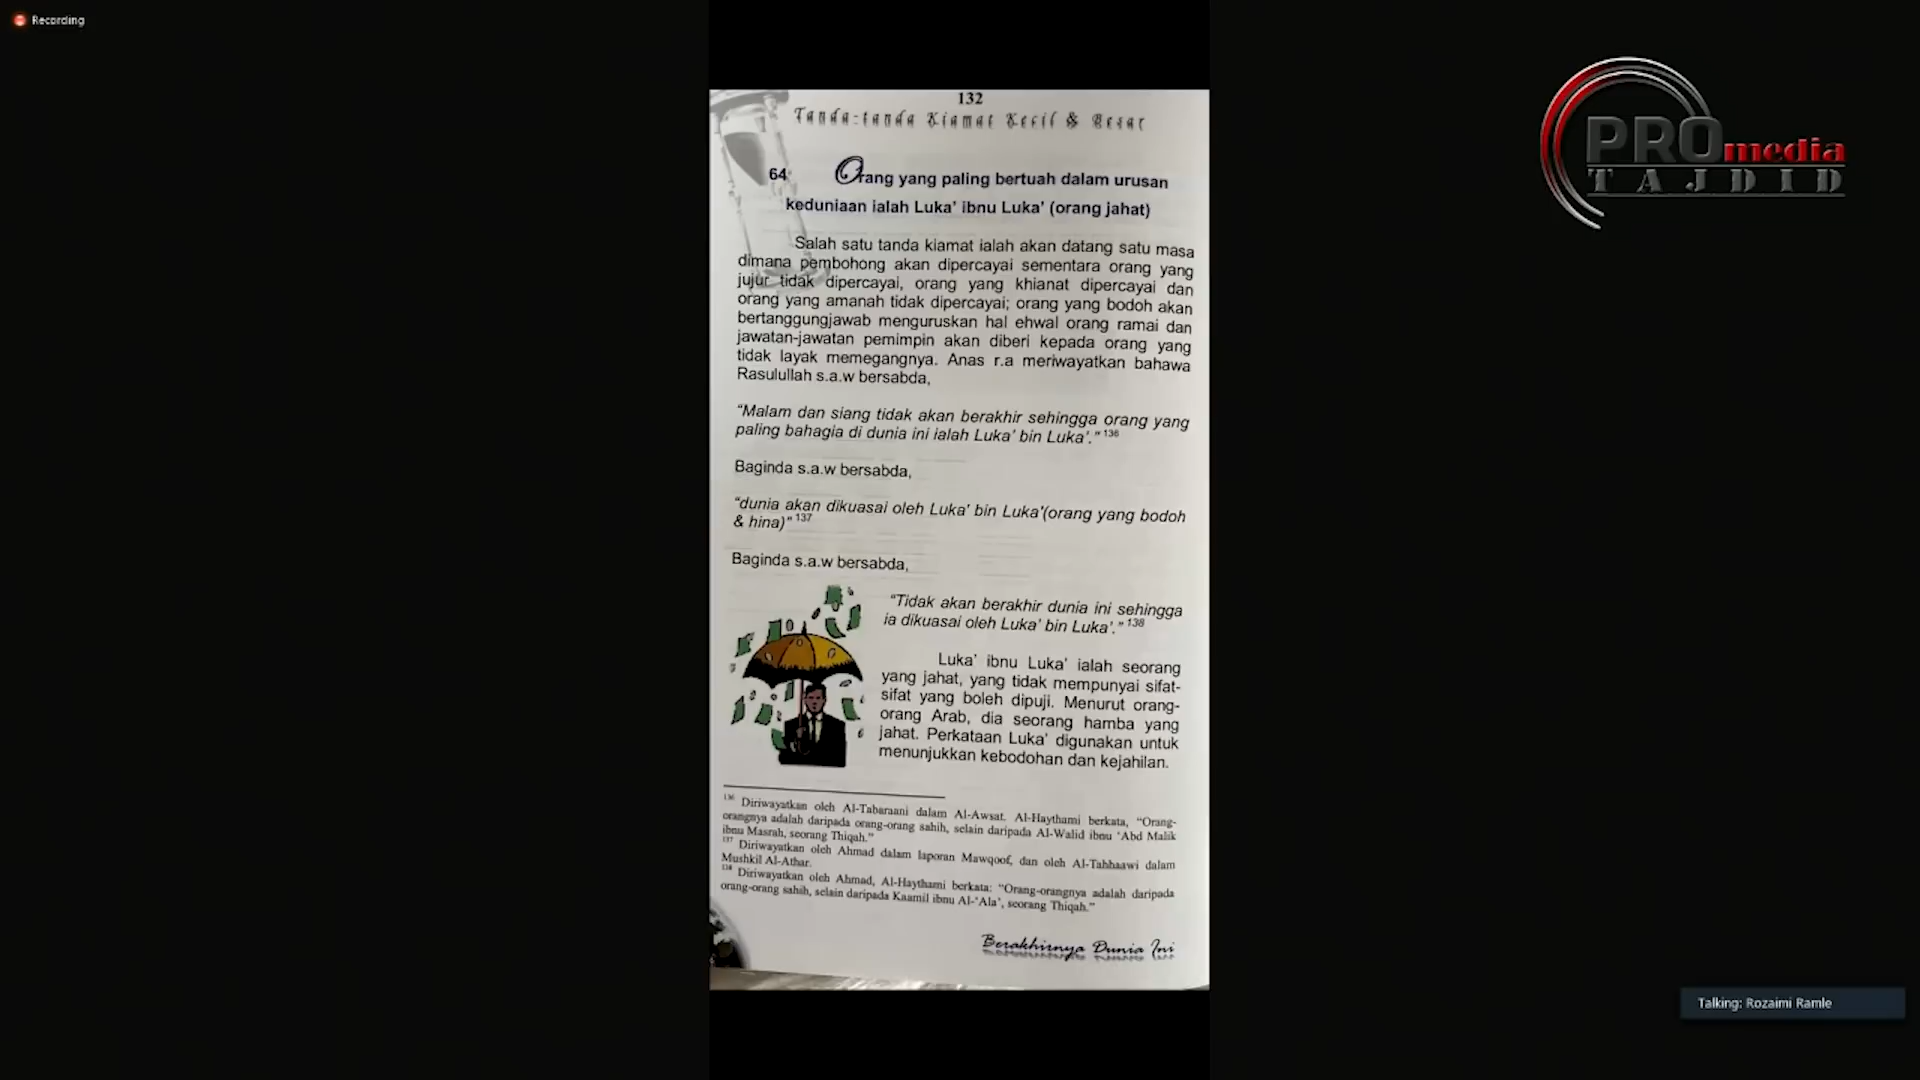 Recording
PROmedia
TAJDID
132
Tanda-tanda Kiamat Kecil & Besar
64 Orang yang paling bertuah dalam urusan
keduniaan ialah Luka' ibnu Luka' (orang jahat)
Salah satu tanda kiamat ialah akan datang satu masa
dimana pembohong akan dipercayai sementara orang yang
jujur tidak dipercayai, orang yang khianat dipercayai dan
orang yang amanah tidak dipercayai; orang yang bodoh akan
bertanggungjawab menguruskan hal ehwal orang ramai dan
jawatan-jawatan pemimpin akan diberi kepada orang yang
tidak layak memegangnya. Anas r.a meriwayatkan bahawa
Rasulullah s.a.w bersabda,
“Malam dan siang tidak akan berakhir sehingga orang yang
paling bahagia di dunia ini ialah Luka' bin Luka'.” 136
Baginda s.a.w bersabda,
“dunia akan dikuasai oleh Luka' bin Luka'(orang yang bodoh
& hina)” 137
Baginda s.a.w bersabda,
“Tidak akan berakhir dunia ini sehingga
ia dikuasai oleh Luka' bin Luka'.” 138
Luka' ibnu Luka' ialah seorang
yang jahat, yang tidak mempunyai sifat-
sifat yang boleh dipuji. Menurut orang-
orang Arab, dia seorang hamba yang
jahat. Perkataan Luka' digunakan untuk
menunjukkan kebodohan dan kejahilan.
136 Diriwayatkan oleh Al-Tabaraani dalam Al-Awsat. Al-Haythami berkata, “Orang-
orangnya adalah daripada orang-orang sahih, selain daripada Al-Walid ibnu ‘Abd Malik
ibnu Masrah, seorang Thiqah.”
137 Diriwayatkan oleh Ahmad dalam laporan Mawqoof, dan oleh Al-Tahhaawi dalam
Mushkil Al-Athar.
138 Diriwayatkan oleh Ahmad, Al-Haythami berkata: “Orang-orangnya adalah daripada
orang-orang sahih, selain daripada Kaamil ibnu Al-‘Ala’, seorang Thiqah.”
Berakhirnya Dunia Ini
Talking: Rozaimi Ramle